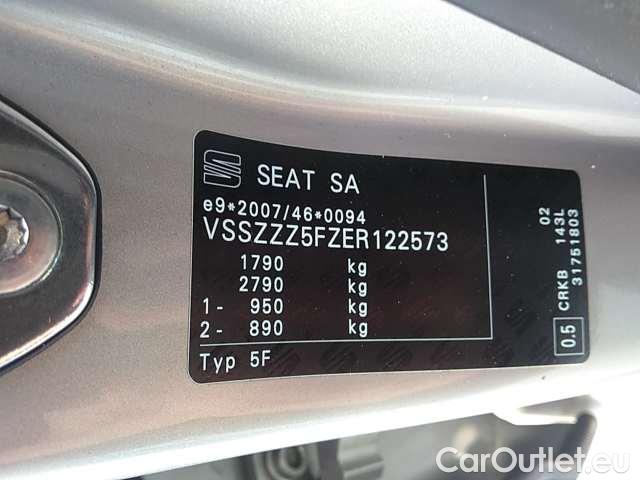 SEAT SA
e9*2007/46*0094
VSSZZZ5FZER122573
1790 kg
2790 kg
1- 950 kg
2- 890 kg
Typ 5F
02
CRKB 143L
31751803
0.5
CarOutlet.eu